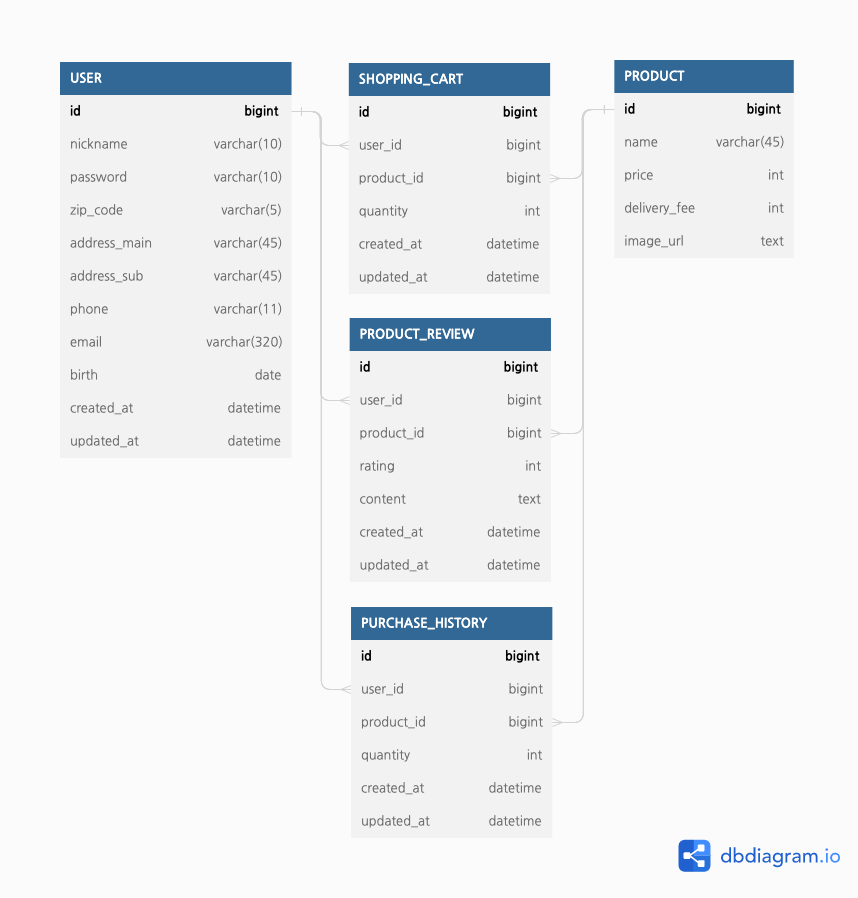 USER
id bigint
nickname varchar(10)
password varchar(10)
zip_code varchar(5)
address_main varchar(45)
address_sub varchar(45)
phone varchar(11)
email varchar(320)
birth date
created_at datetime
updated_at datetime
SHOPPING_CART
id bigint
user_id bigint
product_id bigint
quantity int
created_at datetime
updated_at datetime
PRODUCT_REVIEW
id bigint
user_id bigint
product_id bigint
rating int
content text
created_at datetime
updated_at datetime
PURCHASE_HISTORY
id bigint
user_id bigint
product_id bigint
quantity int
created_at datetime
updated_at datetime
PRODUCT
id bigint
name varchar(45)
price int
delivery_fee int
image_url text
dbdiagram.io